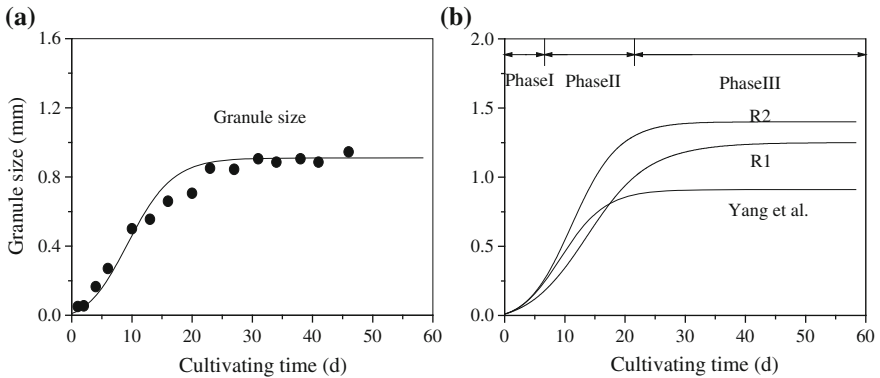 (a)
1.6
1.2
0.8
0.4
0.0
Granule size (mm)
Granule size
0 10 20 30 40 50 60
Cultivating time (d)
(b)
2.0
1.5
1.0
0.5
0.0
PhaseI PhaseII PhaseIII
R2
R1
Yang et al.
0 10 20 30 40 50 60
Cultivating time (d)